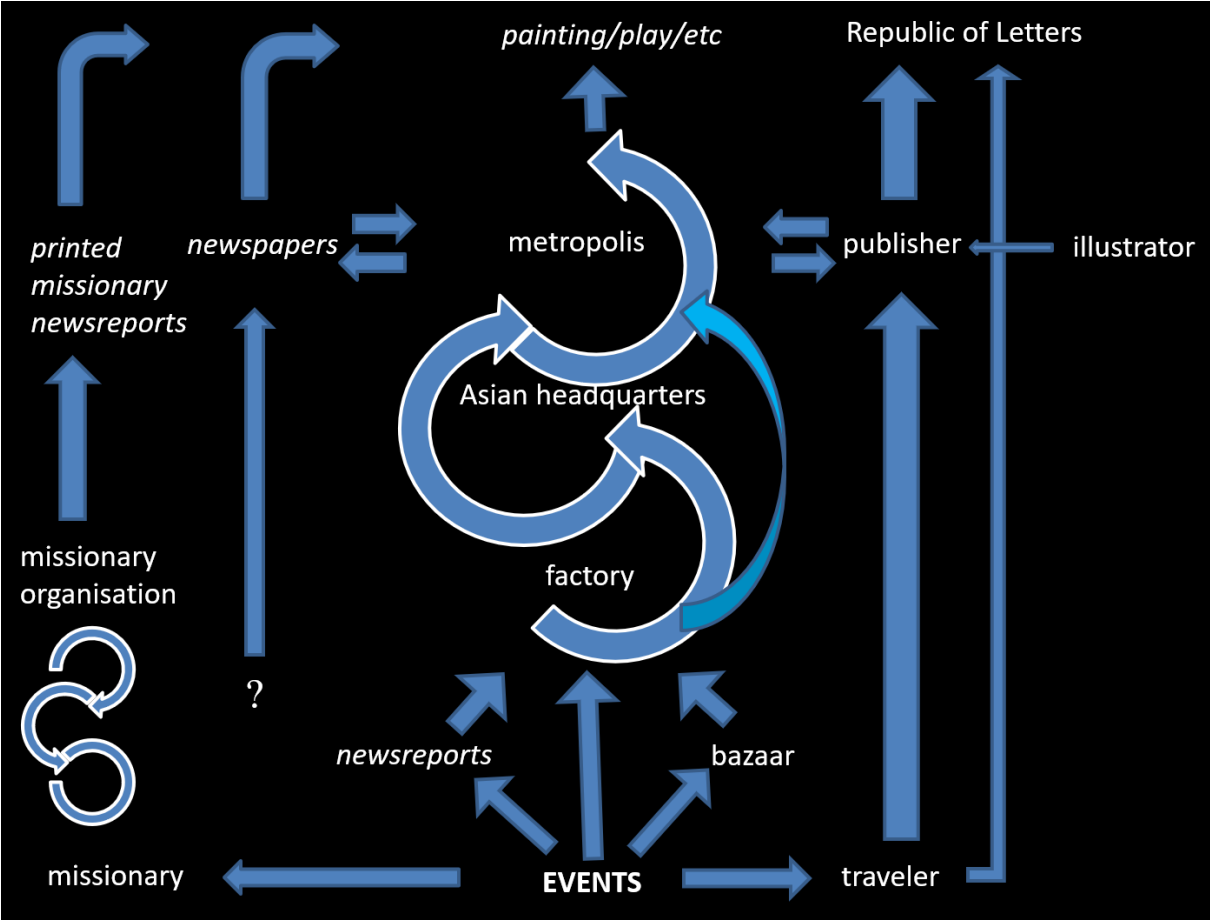 painting/play/etc
Republic of Letters
printed
missionary
newsreports
newspapers
metropolis
publisher
illustrator
Asian headquarters
missionary
organisation
factory
?
newsreports
bazaar
missionary
EVENTS
traveler